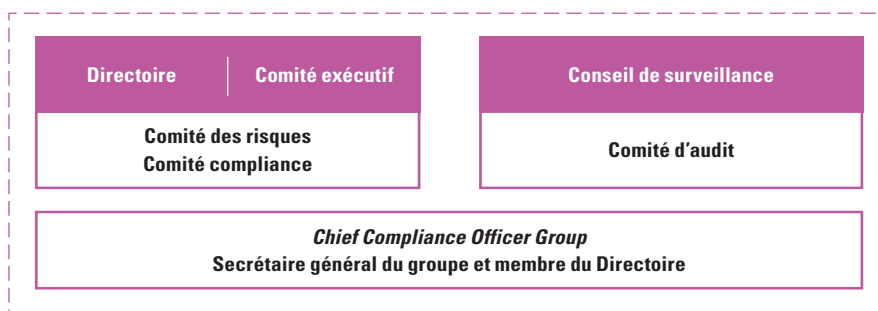 Directoire
Comité exécutif
Comité des risques
Comité compliance
Conseil de surveillance
Comité d'audit
Chief Compliance Officer Group
Secrétaire général du groupe et membre du Directoire